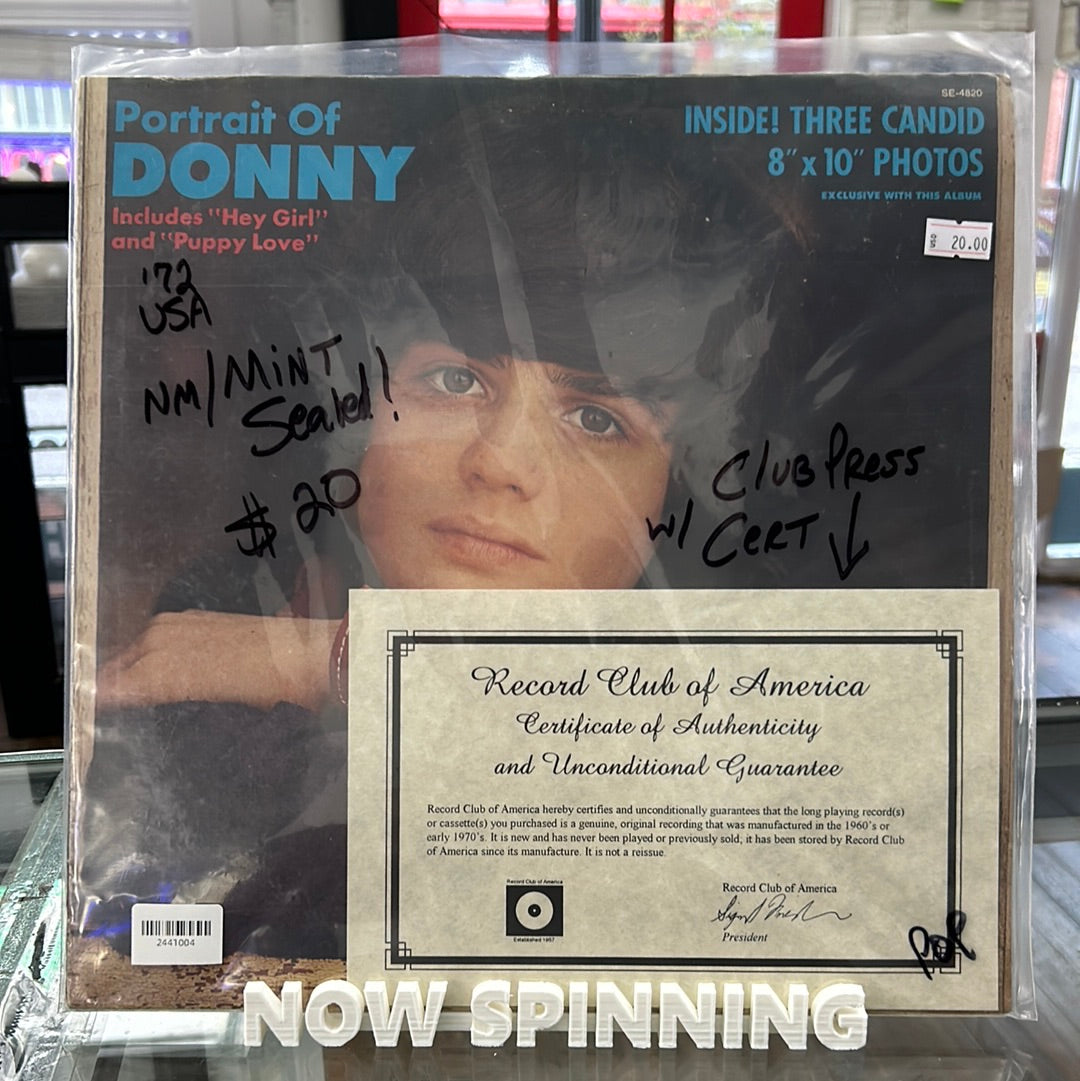 SE-4820
Portrait Of
DONNY
Includes "Hey Girl"
and "Puppy Love"
INSIDE! THREE CANDID
8" x 10" PHOTOS
EXCLUSIVE WITH THIS ALBUM
USD 20.00
'72
USA
NM/MINT
Sealed!
$20
Club Press
w/ Cert ↓
Record Club of America
Certificate of Authenticity
and Unconditional Guarantee
Record Club of America hereby certifies and unconditionally guarantees that the long playing record(s)
or cassette(s) you purchased is a genuine, original recording that was manufactured in the 1960's or
early 1970's. It is new and has never been played or previously sold, it has been stored by Record Club
of America since its manufacture. It is not a reissue.
Record Club of America
Established 1957
Record Club of America
President
POP
2441004
NOW SPINNING